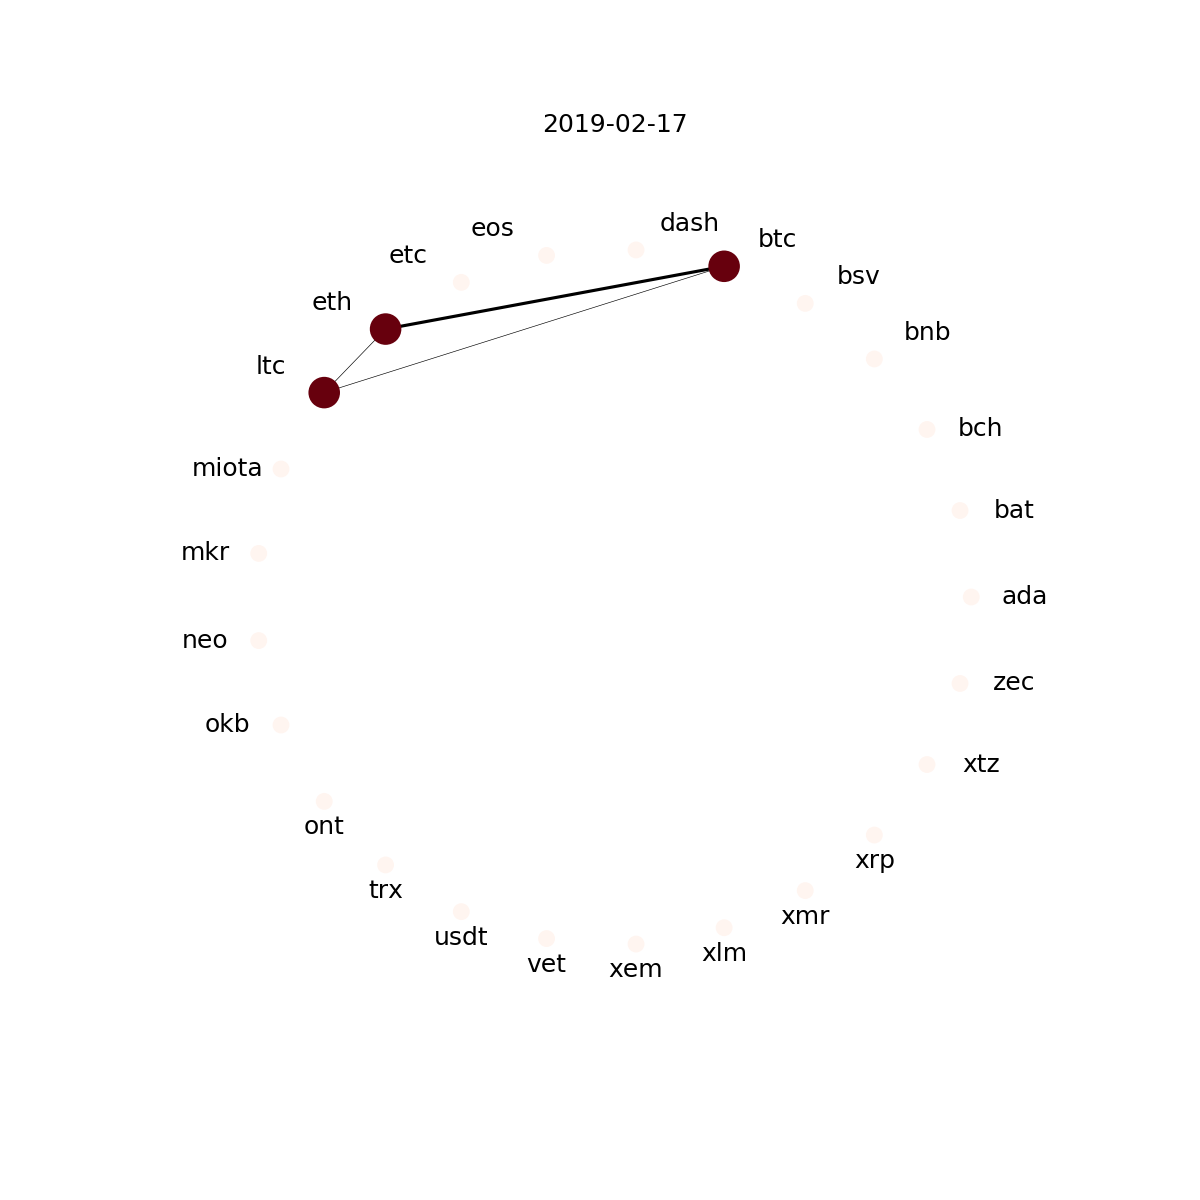 2019-02-17
dash
eos
btc
etc
bsv
eth
bnb
ltc
bch
miota
bat
mkr
ada
neo
zec
okb
xtz
ont
xrp
trx
xmr
usdt
xlm
vet
xem